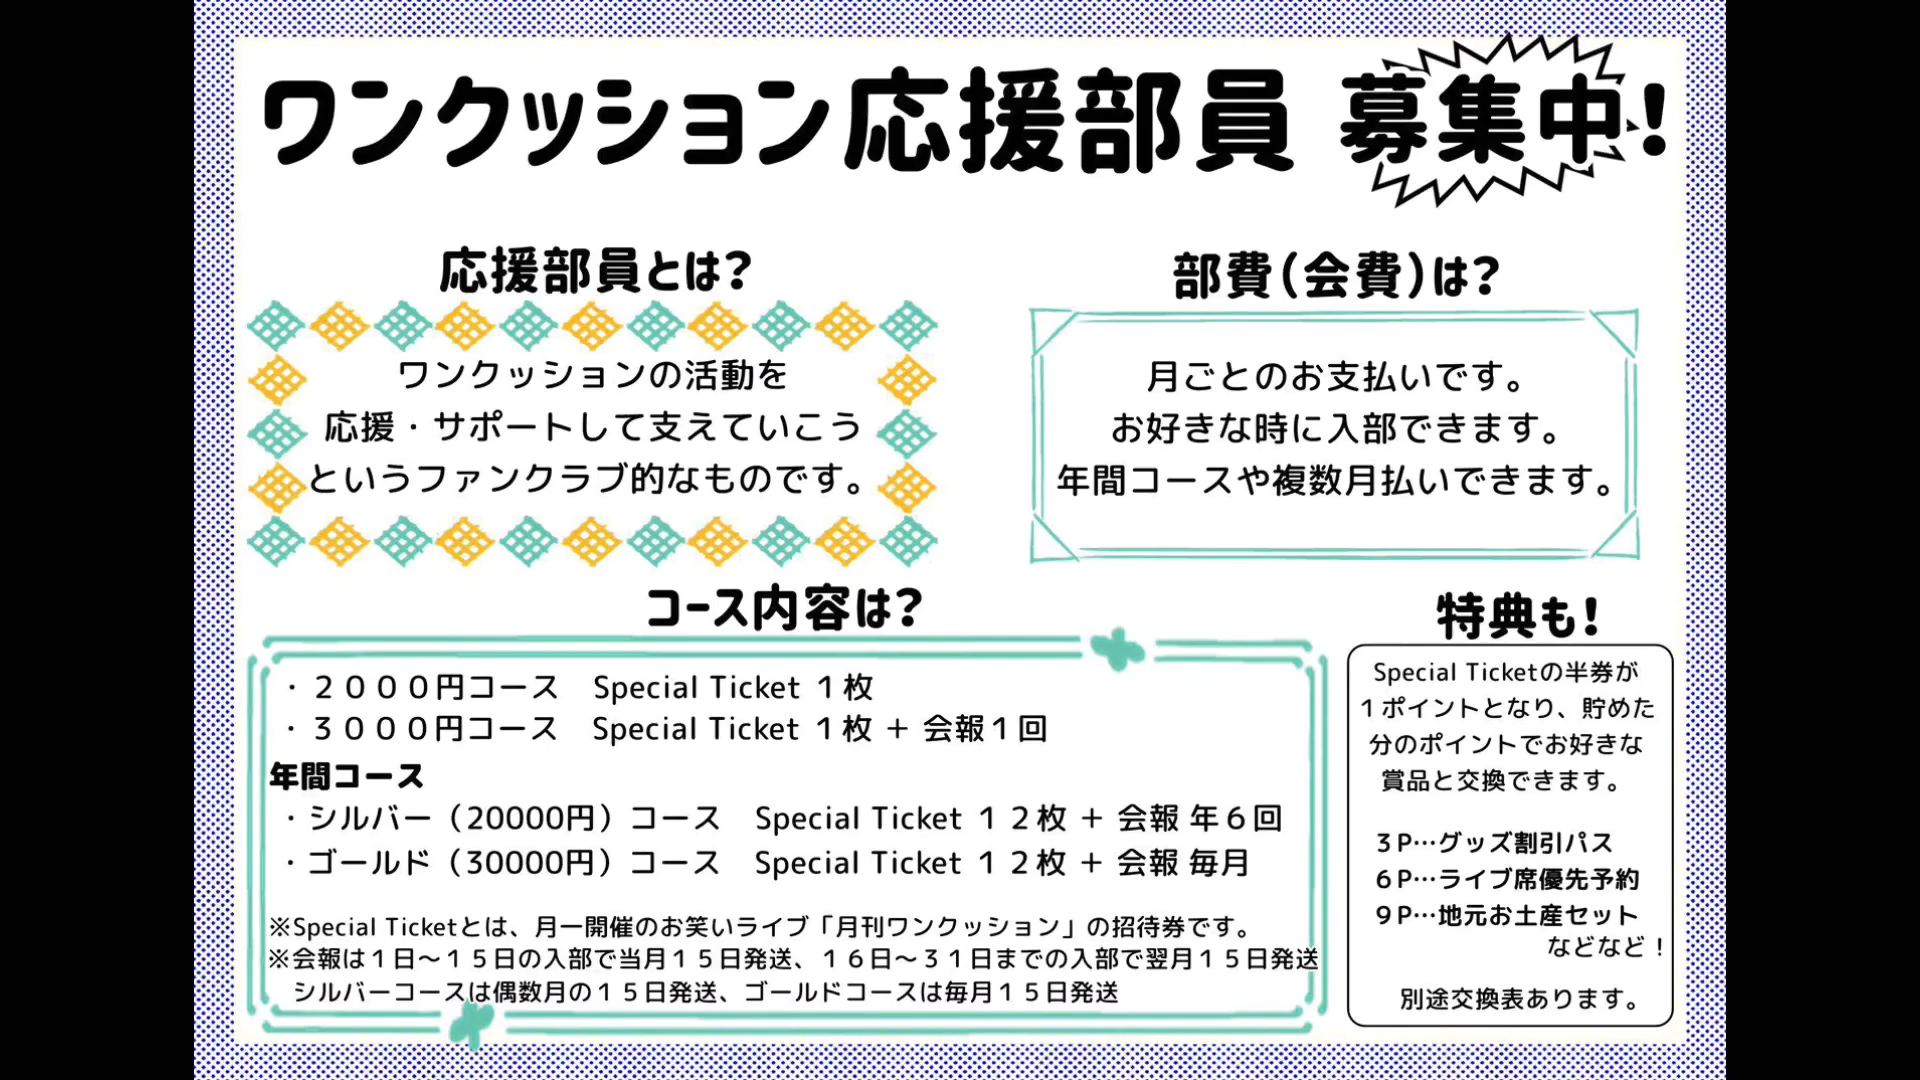 ワンクッション応援部員 募集中!
応援部員とは?
ワンクッションの活動を
応援・サポートして支えていこう
というファンクラブ的なものです。
部費(会費)は?
月ごとのお支払いです。
お好きな時に入部できます。
年間コースや複数月払いできます。
コース内容は?
・２０００円コース　Special Ticket １枚
・３０００円コース　Special Ticket １枚 ＋ 会報１回
年間コース
・シルバー（20000円）コース　Special Ticket １２枚 ＋ 会報 年６回
・ゴールド（30000円）コース　Special Ticket １２枚 ＋ 会報 毎月
※Special Ticketとは、月一開催のお笑いライブ「月刊ワンクッション」の招待券です。
※会報は１日～１５日の入部で当月１５日発送、１６日～３１日までの入部で翌月１５日発送
シルバーコースは偶数月の１５日発送、ゴールドコースは毎月１５日発送
特典も!
Special Ticketの半券が
１ポイントとなり、貯めた
分のポイントでお好きな
賞品と交換できます。
３P…グッズ割引パス
６P…ライブ席優先予約
９P…地元お土産セット
などなど！
別途交換表あります。